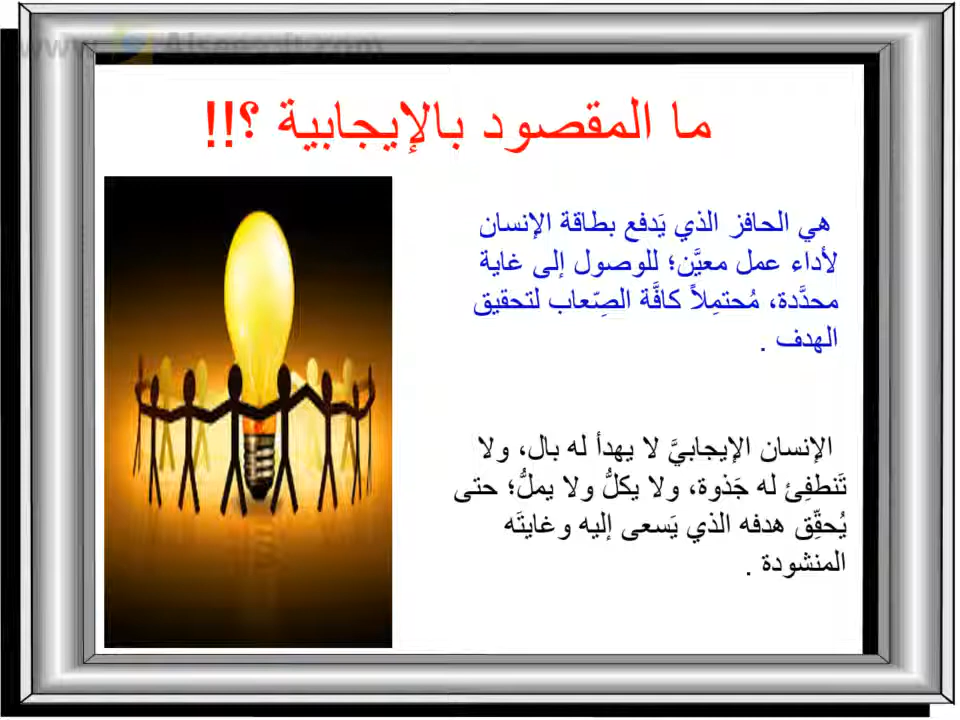 ما المقصود بالإيجابية ؟!!
هي الحافز الذي يَدفع بطاقة الإنسان
لأداء عمل معيَّن؛ للوصول إلى غاية
محدَّدة، مُحتمِلاً كافَّة الصِّعاب لتحقيق
الهدف .
الإنسان الإيجابيَّ لا يهدأ له بال، ولا
تَنطفِئ له جَذوة، ولا يكلُّ ولا يملُّ؛ حتى
يُحقِّق هدفه الذي يَسعى إليه وغايتَه
المنشودة .